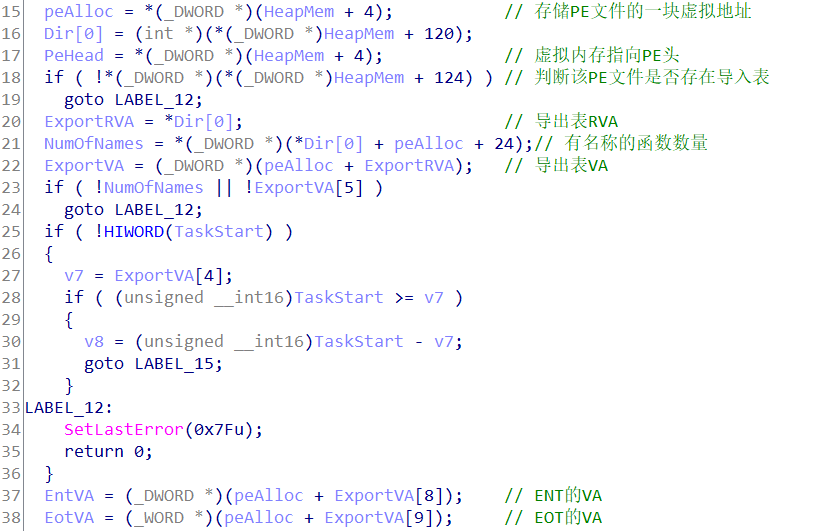 15 peAlloc = *(_DWORD *)(HeapMem + 4); // 存储PE文件的一块虚拟地址
16 Dir[0] = (int *)(*(_DWORD *)HeapMem + 120);
17 PeHead = *(_DWORD *)(HeapMem + 4); // 虚拟内存指向PE头
18 if ( !*(_DWORD *)(*(_DWORD *)HeapMem + 124) ) // 判断该PE文件是否存在导入表
19 goto LABEL_12;
20 ExportRVA = *Dir[0]; // 导出表RVA
21 NumOfNames = *(_DWORD *)(*Dir[0] + peAlloc + 24);// 有名称的函数数量
22 ExportVA = (_DWORD *)(peAlloc + ExportRVA); // 导出表VA
23 if ( !NumOfNames || !ExportVA[5] )
24 goto LABEL_12;
25 if ( !HIWORD(TaskStart) )
26 {
27 v7 = ExportVA[4];
28 if ( (unsigned __int16)TaskStart >= v7 )
29 {
30 v8 = (unsigned __int16)TaskStart - v7;
31 goto LABEL_15;
32 }
33 LABEL_12:
34 SetLastError(0x7Fu);
35 return 0;
36 }
37 EntVA = (_DWORD *)(peAlloc + ExportVA[8]); // ENT的VA
38 EotVA = (_WORD *)(peAlloc + ExportVA[9]); // EOT的VA